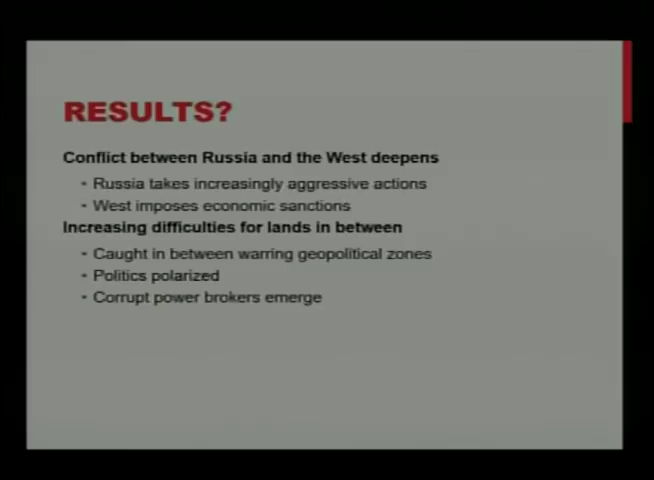 RESULTS?
Conflict between Russia and the West deepens
• Russia takes increasingly aggressive actions
• West imposes economic sanctions
Increasing difficulties for lands in between
• Caught in between warring geopolitical zones
• Politics polarized
• Corrupt power brokers emerge